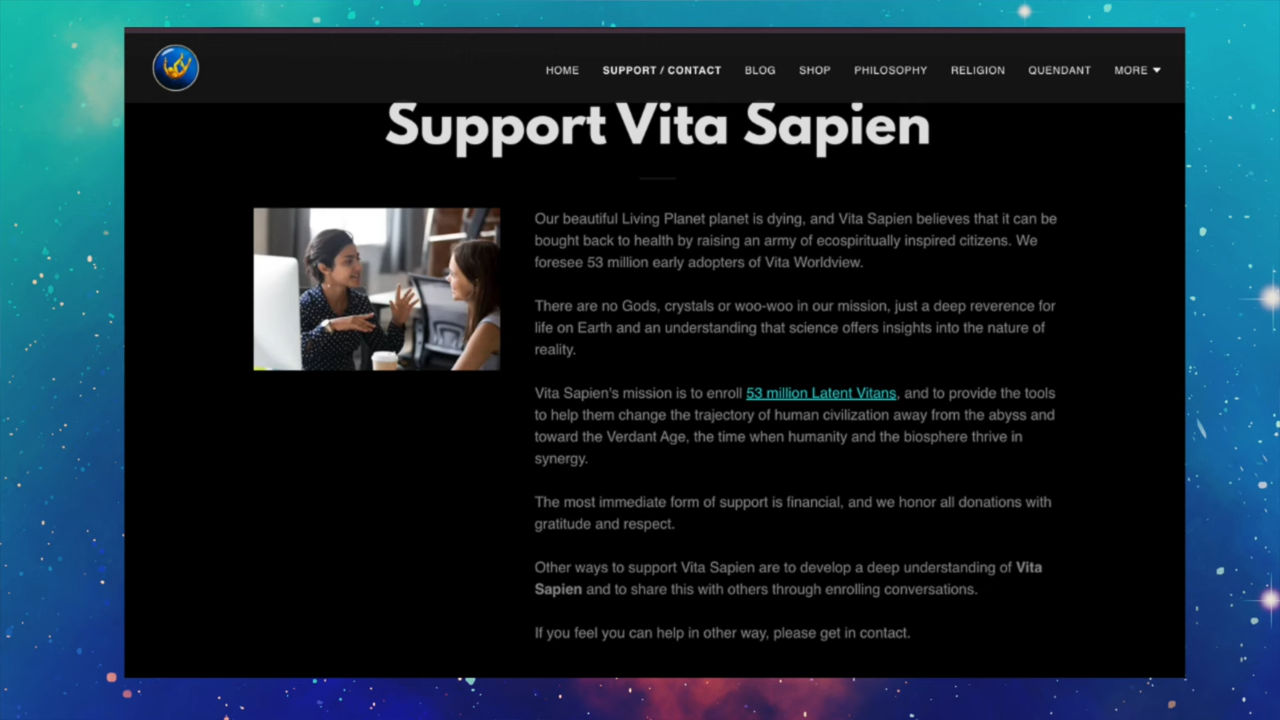 HOME SUPPORT / CONTACT BLOG SHOP PHILOSOPHY RELIGION QUENDANT MORE
Support Vita Sapien
Our beautiful Living Planet planet is dying, and Vita Sapien believes that it can be
bought back to health by raising an army of ecospiritually inspired citizens. We
foresee 53 million early adopters of Vita Worldview.
There are no Gods, crystals or woo-woo in our mission, just a deep reverence for
life on Earth and an understanding that science offers insights into the nature of
reality.
Vita Sapien's mission is to enroll 53 million Latent Vitans, and to provide the tools
to help them change the trajectory of human civilization away from the abyss and
toward the Verdant Age, the time when humanity and the biosphere thrive in
synergy.
The most immediate form of support is financial, and we honor all donations with
gratitude and respect.
Other ways to support Vita Sapien are to develop a deep understanding of Vita
Sapien and to share this with others through enrolling conversations.
If you feel you can help in other way, please get in contact.